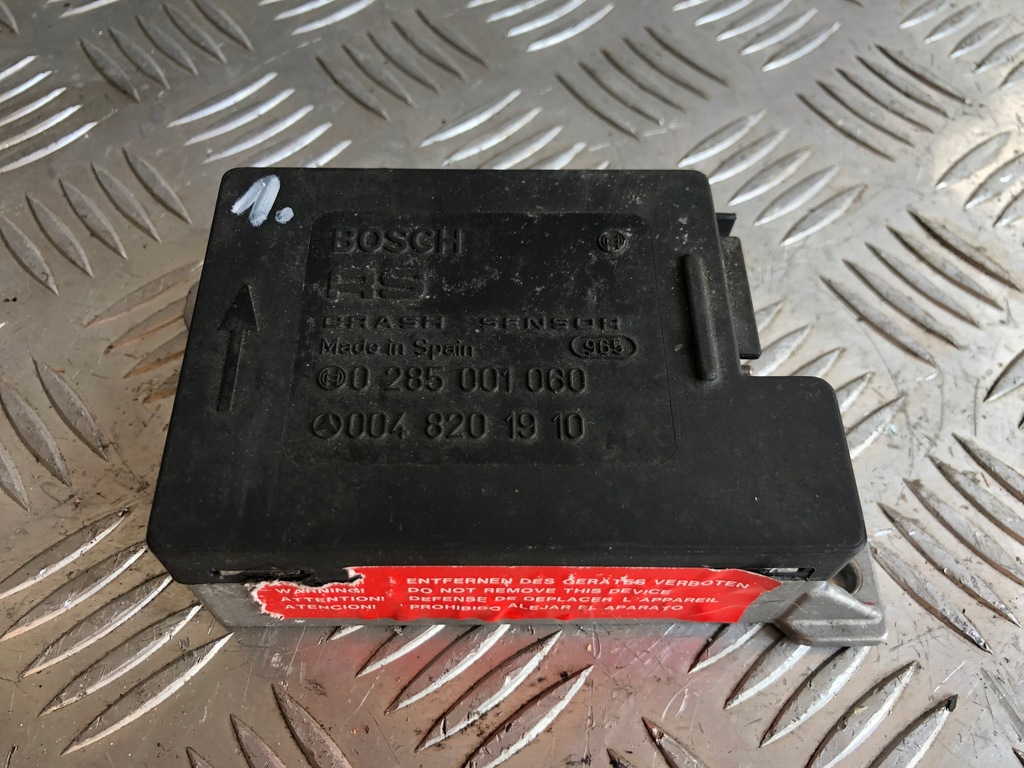 1.
BOSCH
RS
CRASH SENSOR
Made in Spain 965
0 285 001 060
004 820 19 10
ENTFERNEN DES GERÄTES VERBOTEN.
WARNING! DO NOT REMOVE THIS DEVICE
ATTENTION! DEFENSE DE DEPLACER L'APPAREIL
ATENCION! PROHIBIDO ALEJAR EL APARATO